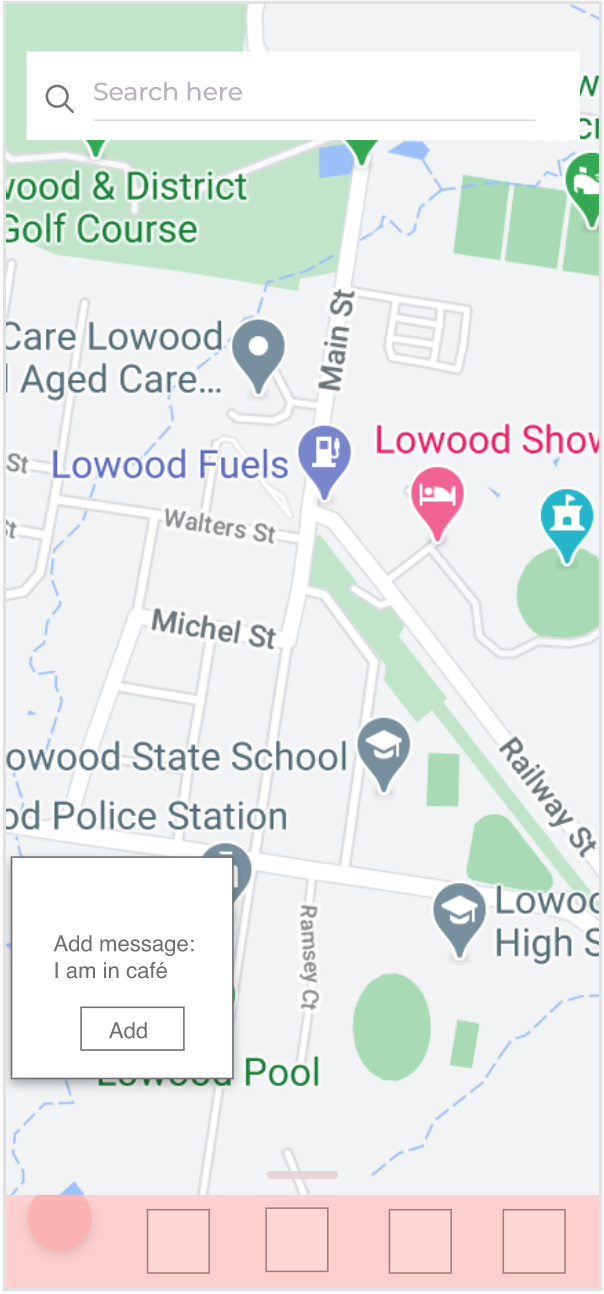 Search here
wood & District
Golf Course
Care Lowood
Aged Care...
Main St
Lowood Show
St
Lowood Fuels
Walters St
Michel St
owood State School
Railway St
od Police Station
Lowood
High S
Ramsey Ct
Add message:
I am in café
Add
Lowood Pool